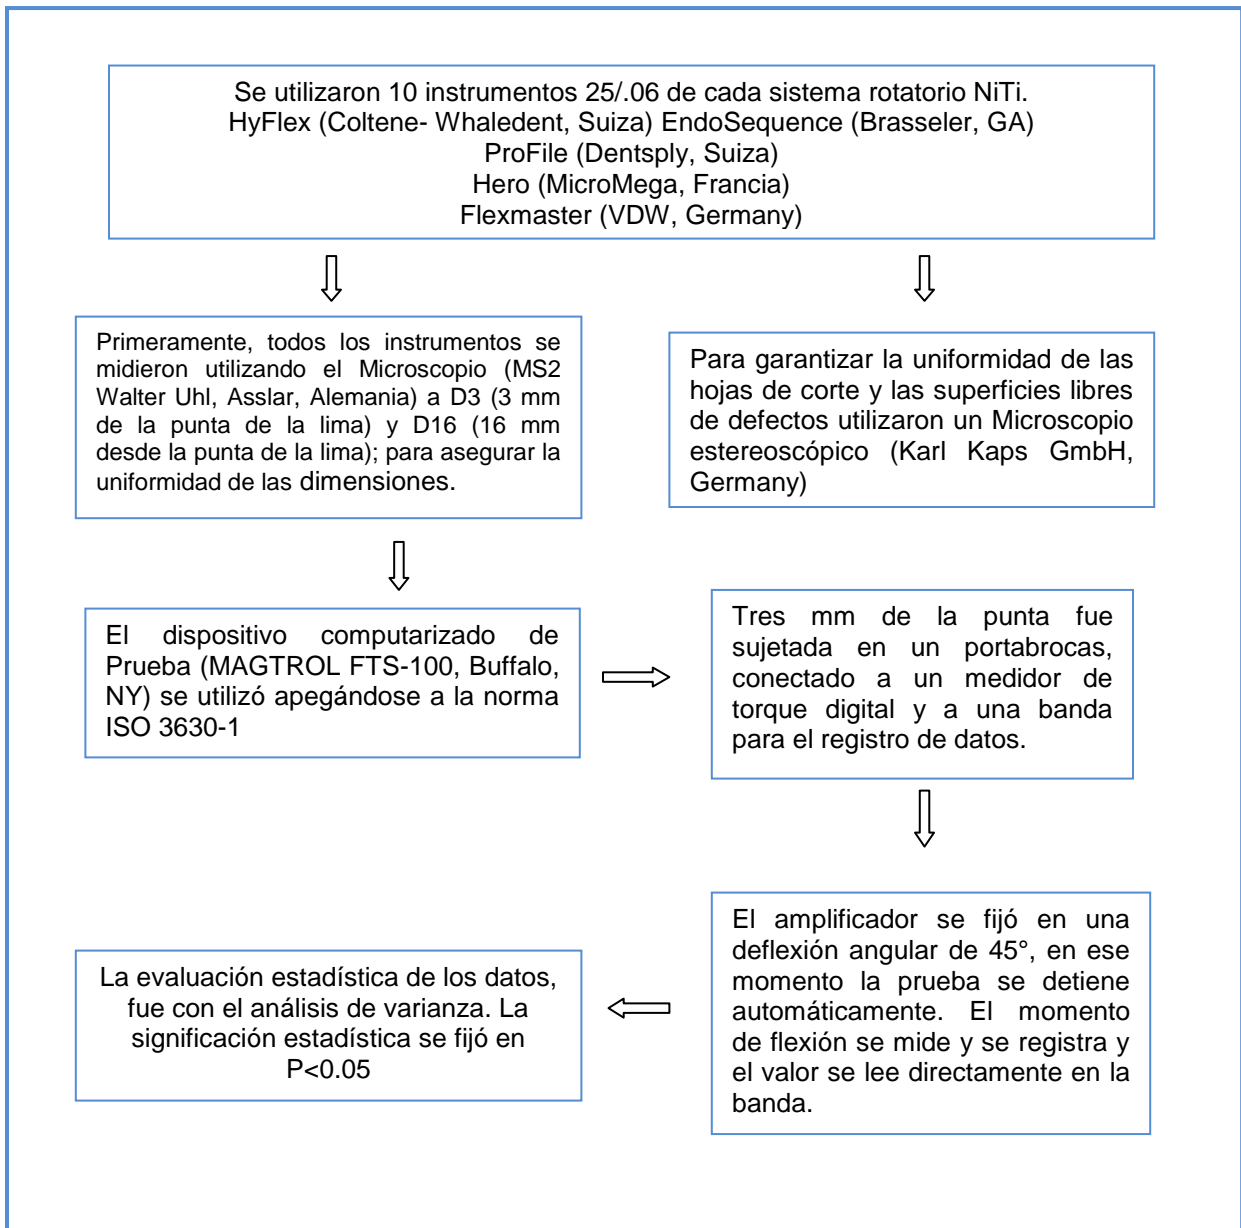 Se utilizaron 10 instrumentos 25/.06 de cada sistema rotatorio NiTi.
HyFlex (Coltene- Whaledent, Suiza) EndoSequence (Brasseler, GA)
ProFile (Dentsply, Suiza)
Hero (MicroMega, Francia)
Flexmaster (VDW, Germany)
Primeramente, todos los instrumentos se
midieron utilizando el Microscopio (MS2
Walter Uhl, Asslar, Alemania) a D3 (3 mm
de la punta de la lima) y D16 (16 mm
desde la punta de la lima); para asegurar la
uniformidad de las dimensiones.
Para garantizar la uniformidad de las
hojas de corte y las superficies libres
de defectos utilizaron un Microscopio
estereoscópico (Karl Kaps GmbH,
Germany)
El dispositivo computarizado de
Prueba (MAGTROL FTS-100, Buffalo,
NY) se utilizó apegándose a la norma
ISO 3630-1
Tres mm de la punta fue
sujetada en un portabrocas,
conectado a un medidor de
torque digital y a una banda
para el registro de datos.
El amplificador se fijó en una
deflexión angular de 45°, en ese
momento la prueba se detiene
automáticamente. El momento
de flexión se mide y se registra y
el valor se lee directamente en la
banda.
La evaluación estadística de los datos,
fue con el análisis de varianza. La
significación estadística se fijó en
P<0.05